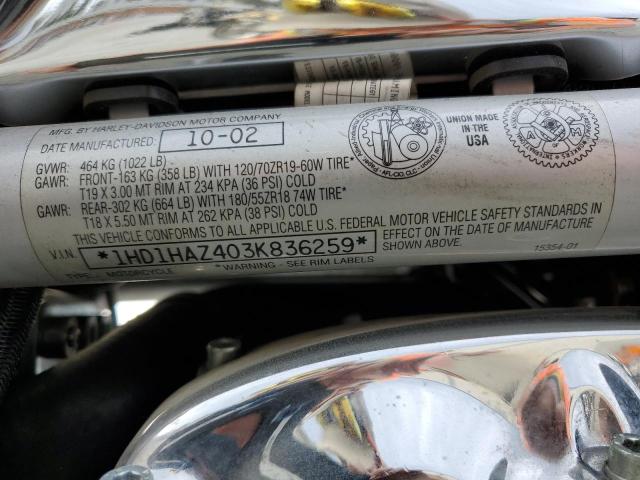 MFG. BY HARLEY-DAVIDSON MOTOR COMPANY
DATE MANUFACTURED: 10-02
GVWR: 464 KG (1022 LB)
GAWR: FRONT-163 KG (358 LB) WITH 120/70ZR19-60W TIRE*
T19 X 3.00 MT RIM AT 234 KPA (36 PSI) COLD
GAWR: REAR-302 KG (664 LB) WITH 180/55ZR18 74W TIRE*
T18 X 5.50 MT RIM AT 262 KPA (38 PSI) COLD
THIS VEHICLE CONFORMS TO ALL APPLICABLE U.S. FEDERAL MOTOR VEHICLE SAFETY STANDARDS IN
EFFECT ON THE DATE OF MANUFACTURE
SHOWN ABOVE.
V.I.N. *1HD1HAZ403K836259*
TYPE:- MOTORCYCLE
*WARNING - SEE RIM LABELS
15354-01
AFL-CIO, CLC
UNION MADE
IN THE
USA